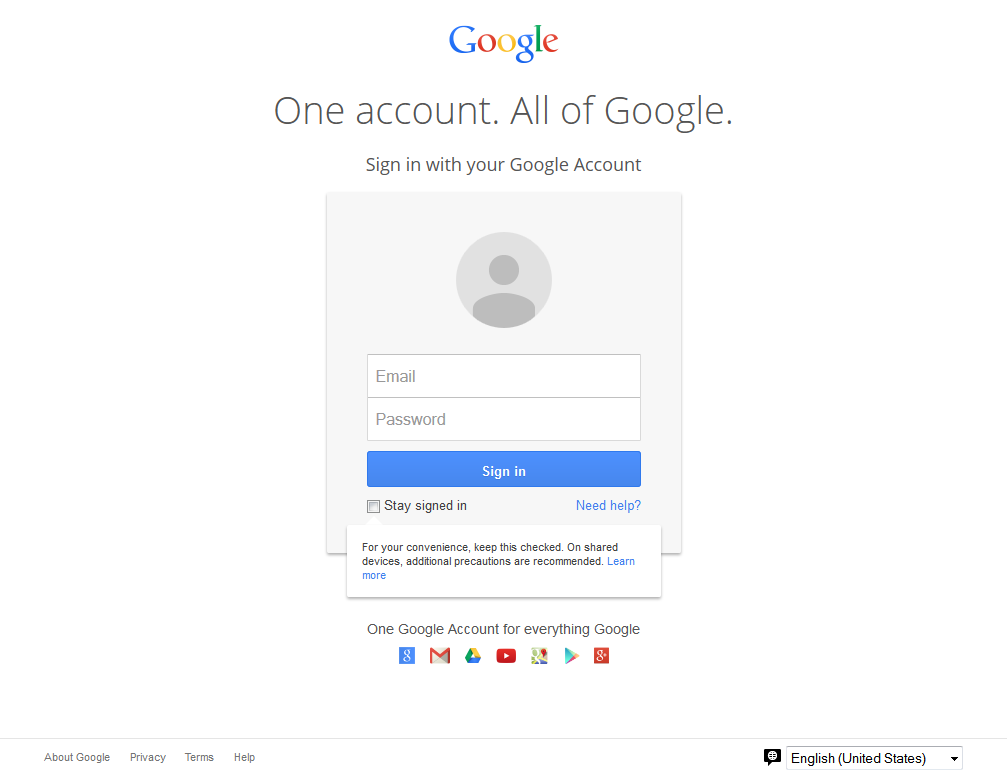 Google
One account. All of Google.
Sign in with your Google Account
Email
Password
Sign in
Stay signed in
Need help?
For your convenience, keep this checked. On shared
devices, additional precautions are recommended. Learn
more
One Google Account for everything Google
About Google
Privacy
Terms
Help
English (United States)